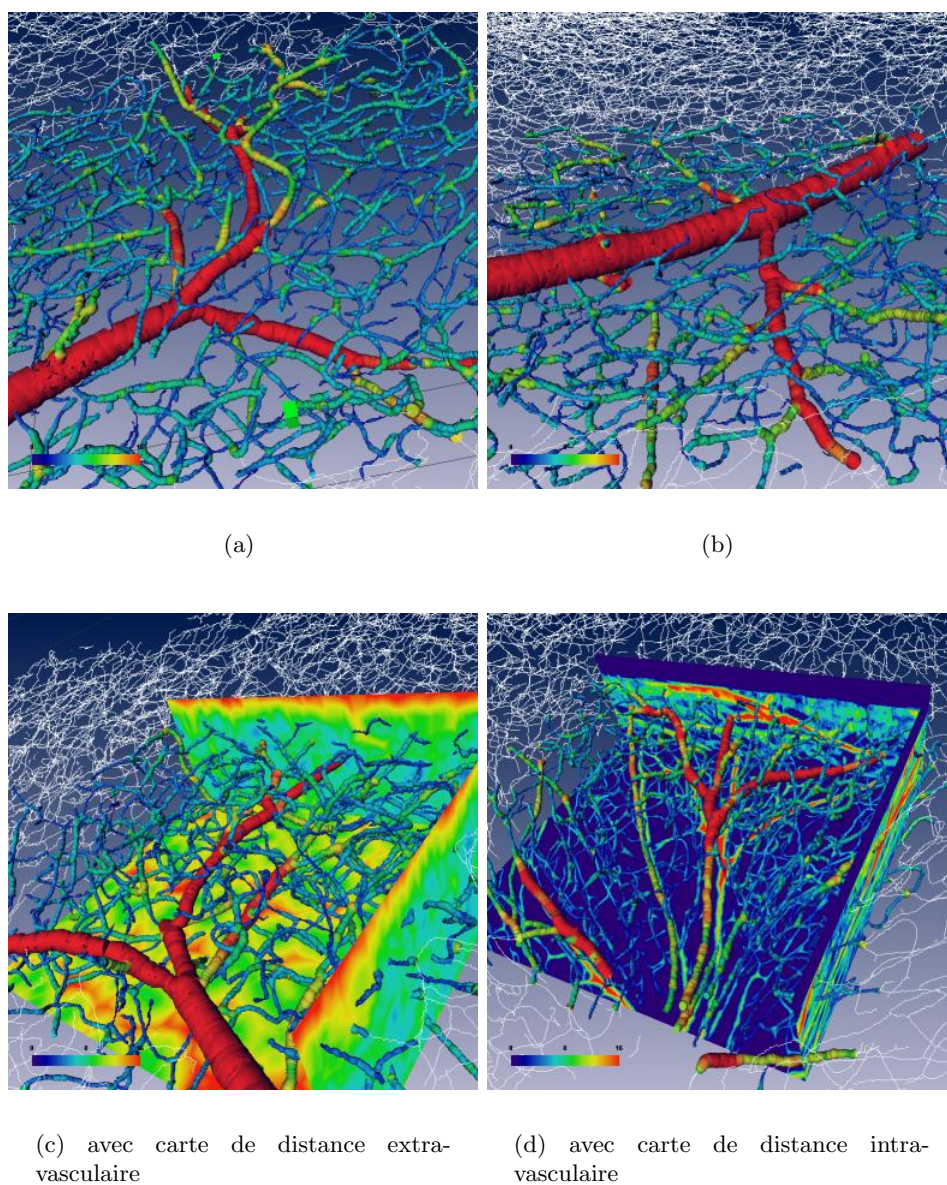 (a)
(b)
(c) avec carte de distance extra-
vasculaire
(d) avec carte de distance intra-
vasculaire